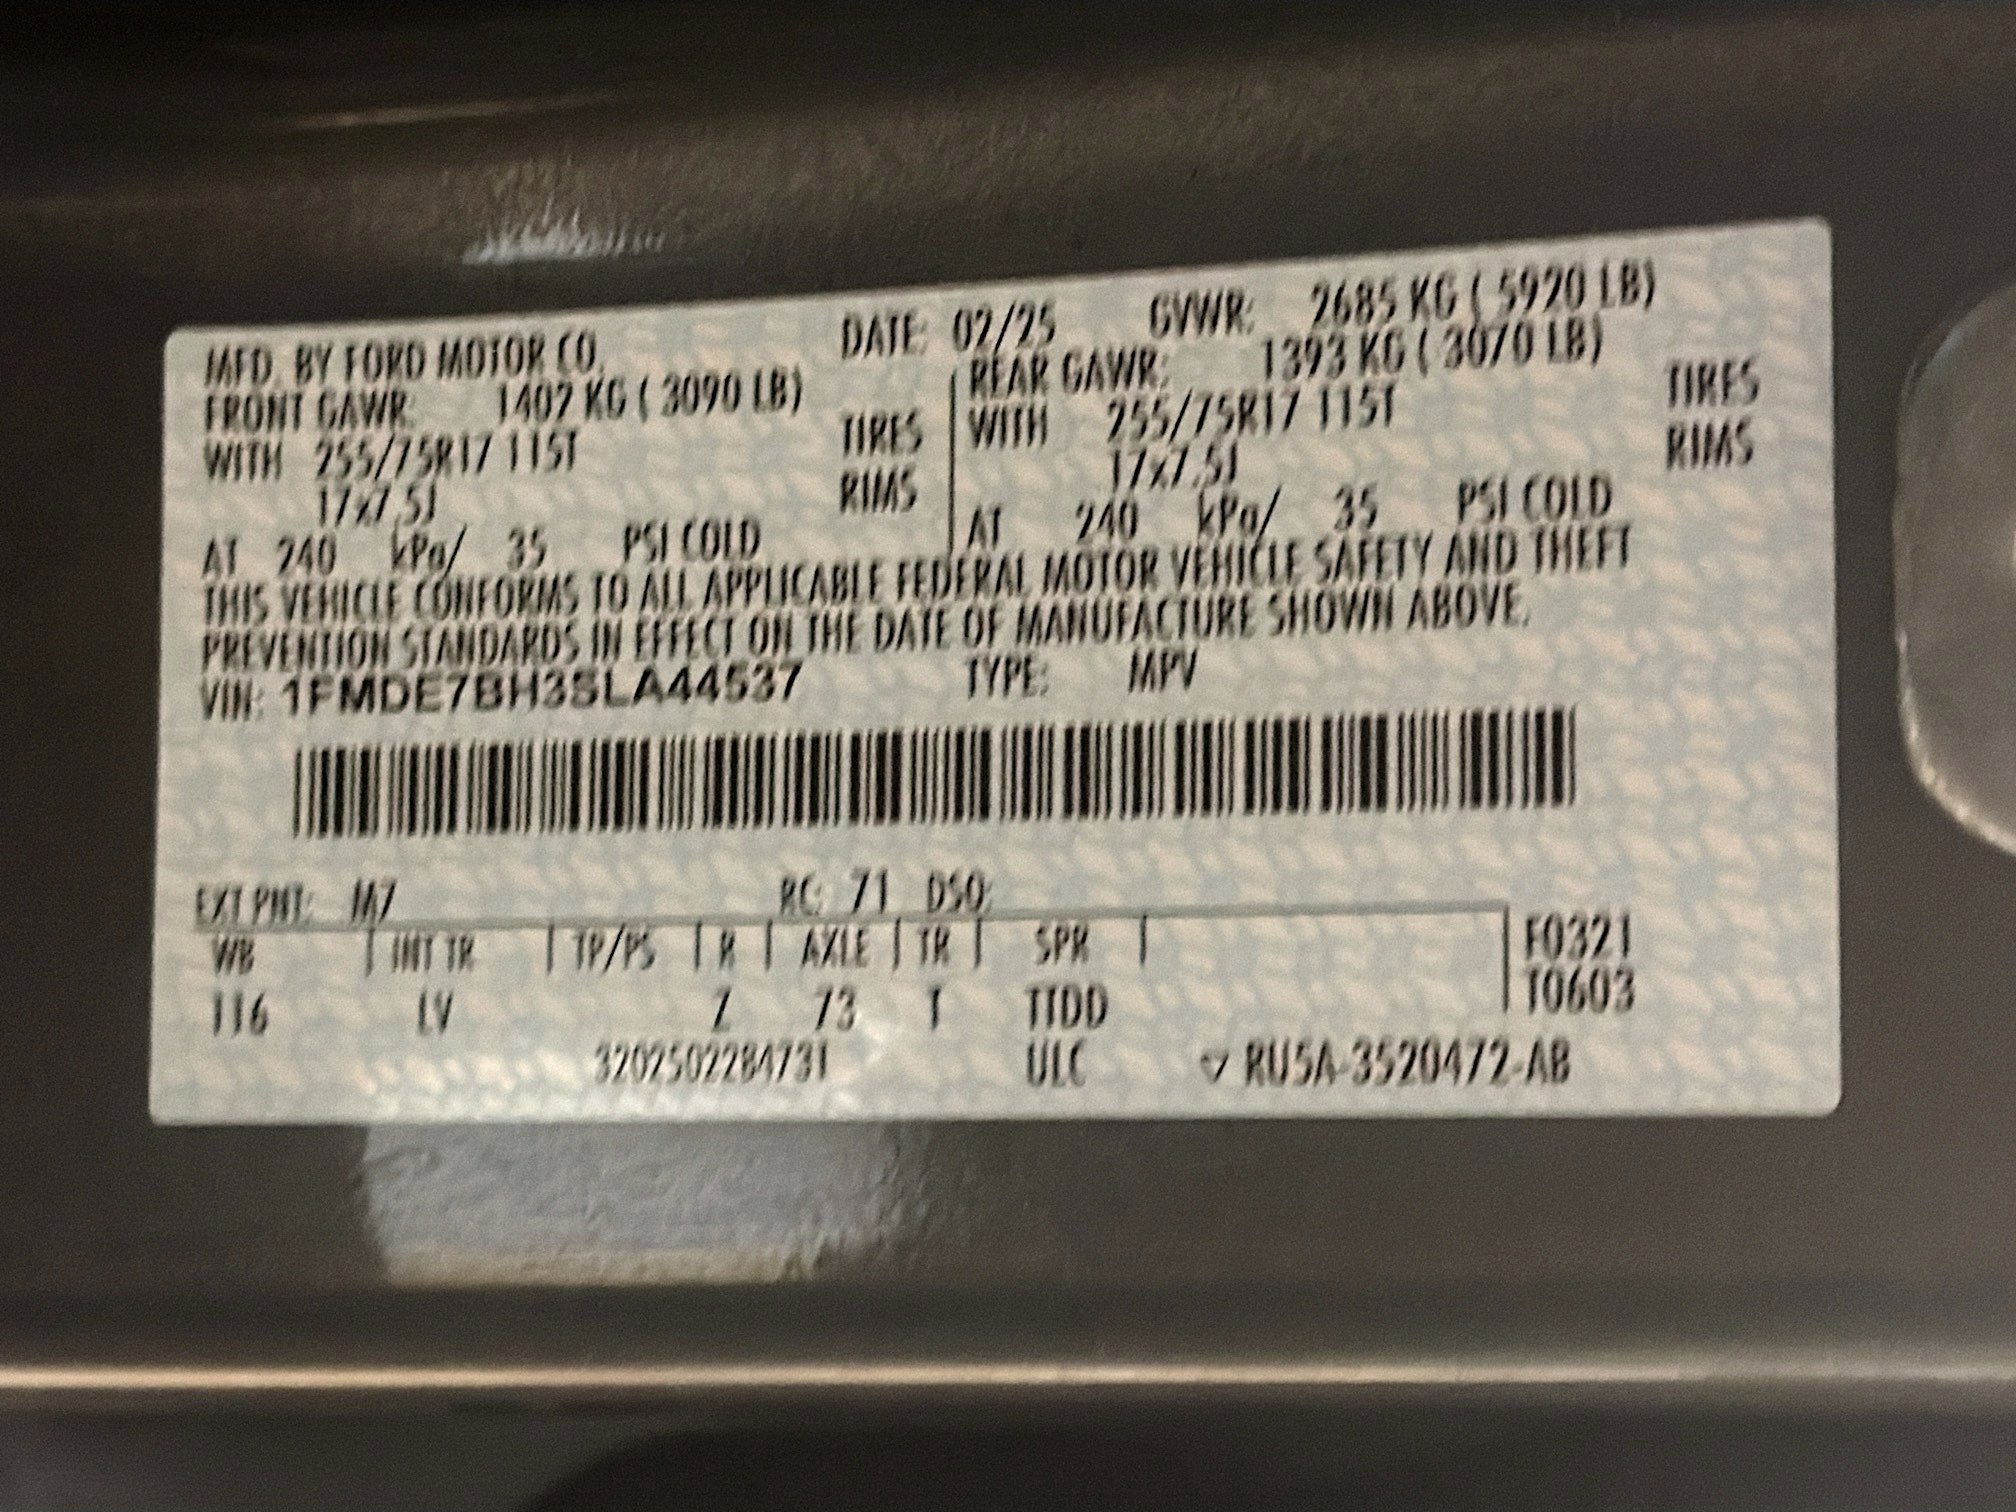 MFD. BY FORD MOTOR CO. DATE: 02/25 GVWR: 2685 KG ( 5920 LB)
FRONT GAWR: 1402 KG ( 3090 LB) REAR GAWR: 1393 KG ( 3070 LB)
WITH 255/75R17 115T TIRES WITH 255/75R17 115T TIRES
17x7.5J RIMS 17x7.5J RIMS
AT 240 kPa/ 35 PSI COLD AT 240 kPa/ 35 PSI COLD
THIS VEHICLE CONFORMS TO ALL APPLICABLE FEDERAL MOTOR VEHICLE SAFETY AND THEFT
PREVENTION STANDARDS IN EFFECT ON THE DATE OF MANUFACTURE SHOWN ABOVE.
VIN: 1FMDE7BH3SLA44537 TYPE: MPV
EXT PNT: M7 RC: 71 DSO:
WB INT TR TP/PS R AXLE TR SPR F0321
116 LV Z 73 T TTDD T0603
320250228473T ULC ▽ RU5A-3520472-AB